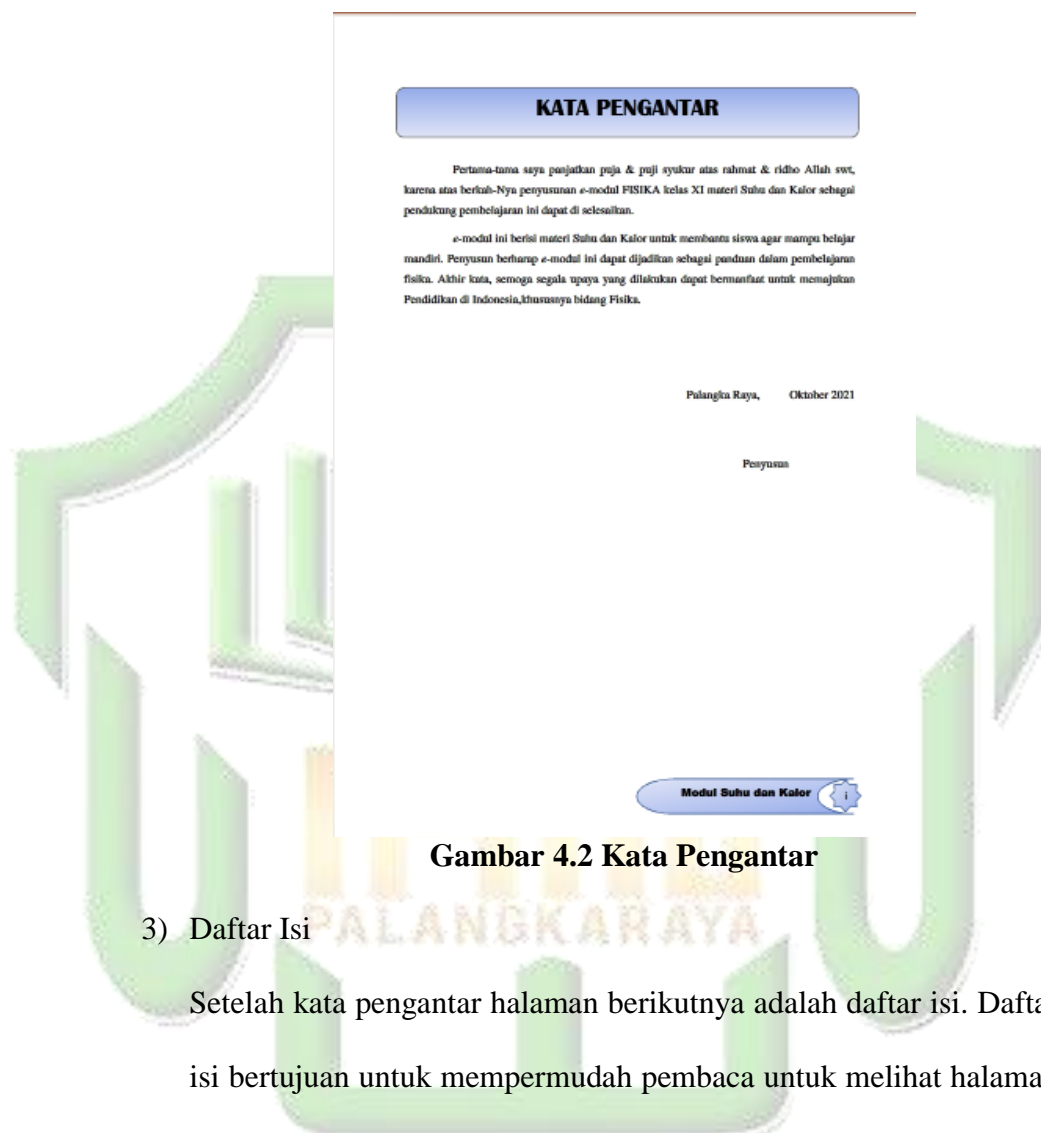 KATA PENGANTAR
Pertama-tama saya panjatkan puja & puji syukur atas rahmat & ridho Allah swt,
karena atas berkah-Nya penyusunan e-modul FISIKA kelas XI materi Suhu dan Kalor sebagai
pendukung pembelajaran ini dapat di selesaikan.
e-modul ini berisi materi Suhu dan Kalor untuk membantu siswa agar mampu belajar
mandiri. Penyusun berharap e-modul ini dapat dijadikan sebagai panduan dalam pembelajaran
fisika. Akhir kata, semoga segala upaya yang dilakukan dapat bermanfaat untuk memajukan
Pendidikan di Indonesia,khususnya bidang Fisika.
Palangka Raya, Oktober 2021
Penyusun
Modul Suhu dan Kalor i
Gambar 4.2 Kata Pengantar
3) Daftar Isi
PALANGKARAYA
Setelah kata pengantar halaman berikutnya adalah daftar isi. Dafta
isi bertujuan untuk mempermudah pembaca untuk melihat halama